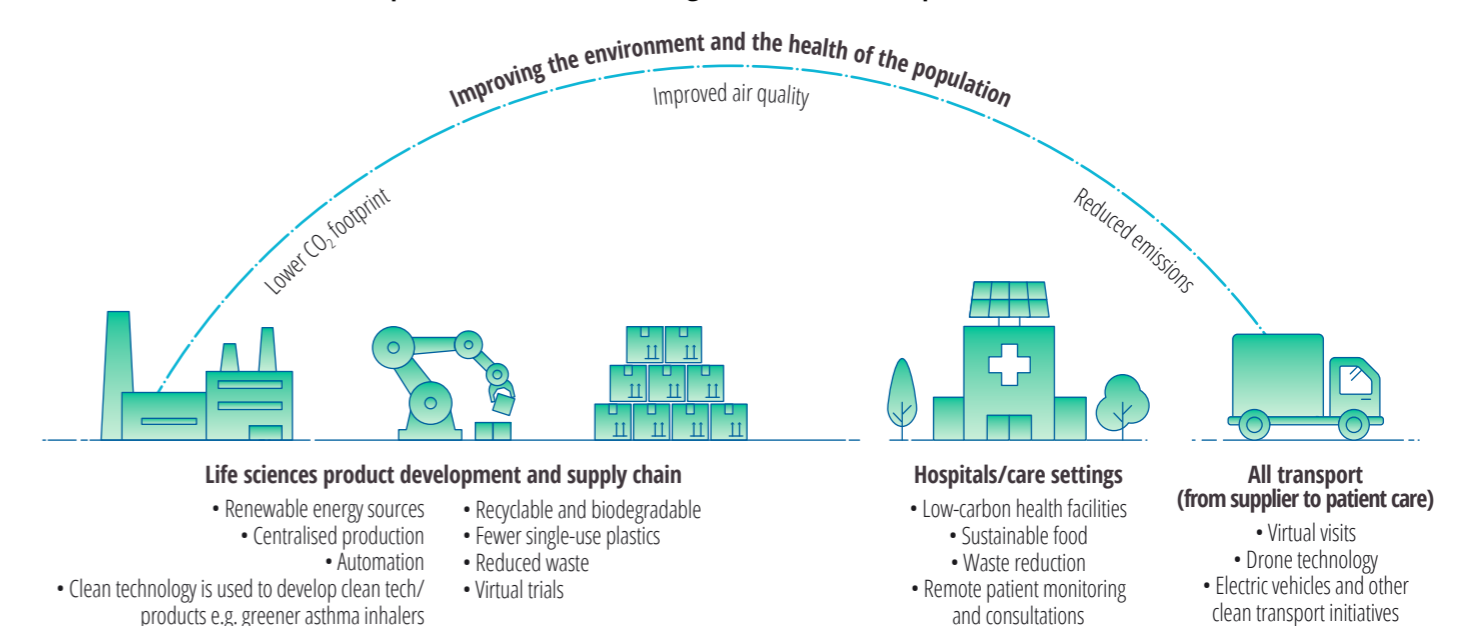 Improving the environment and the health of the population
Improved air quality
Lower CO₂ footprint
Reduced emissions
Life sciences product development and supply chain
• Renewable energy sources
• Centralised production
• Automation
• Clean technology is used to develop clean tech/
products e.g. greener asthma inhalers
• Recyclable and biodegradable
• Fewer single-use plastics
• Reduced waste
• Virtual trials
Hospitals/care settings
• Low-carbon health facilities
• Sustainable food
• Waste reduction
• Remote patient monitoring
and consultations
All transport
(from supplier to patient care)
• Virtual visits
• Drone technology
• Electric vehicles and other
clean transport initiatives